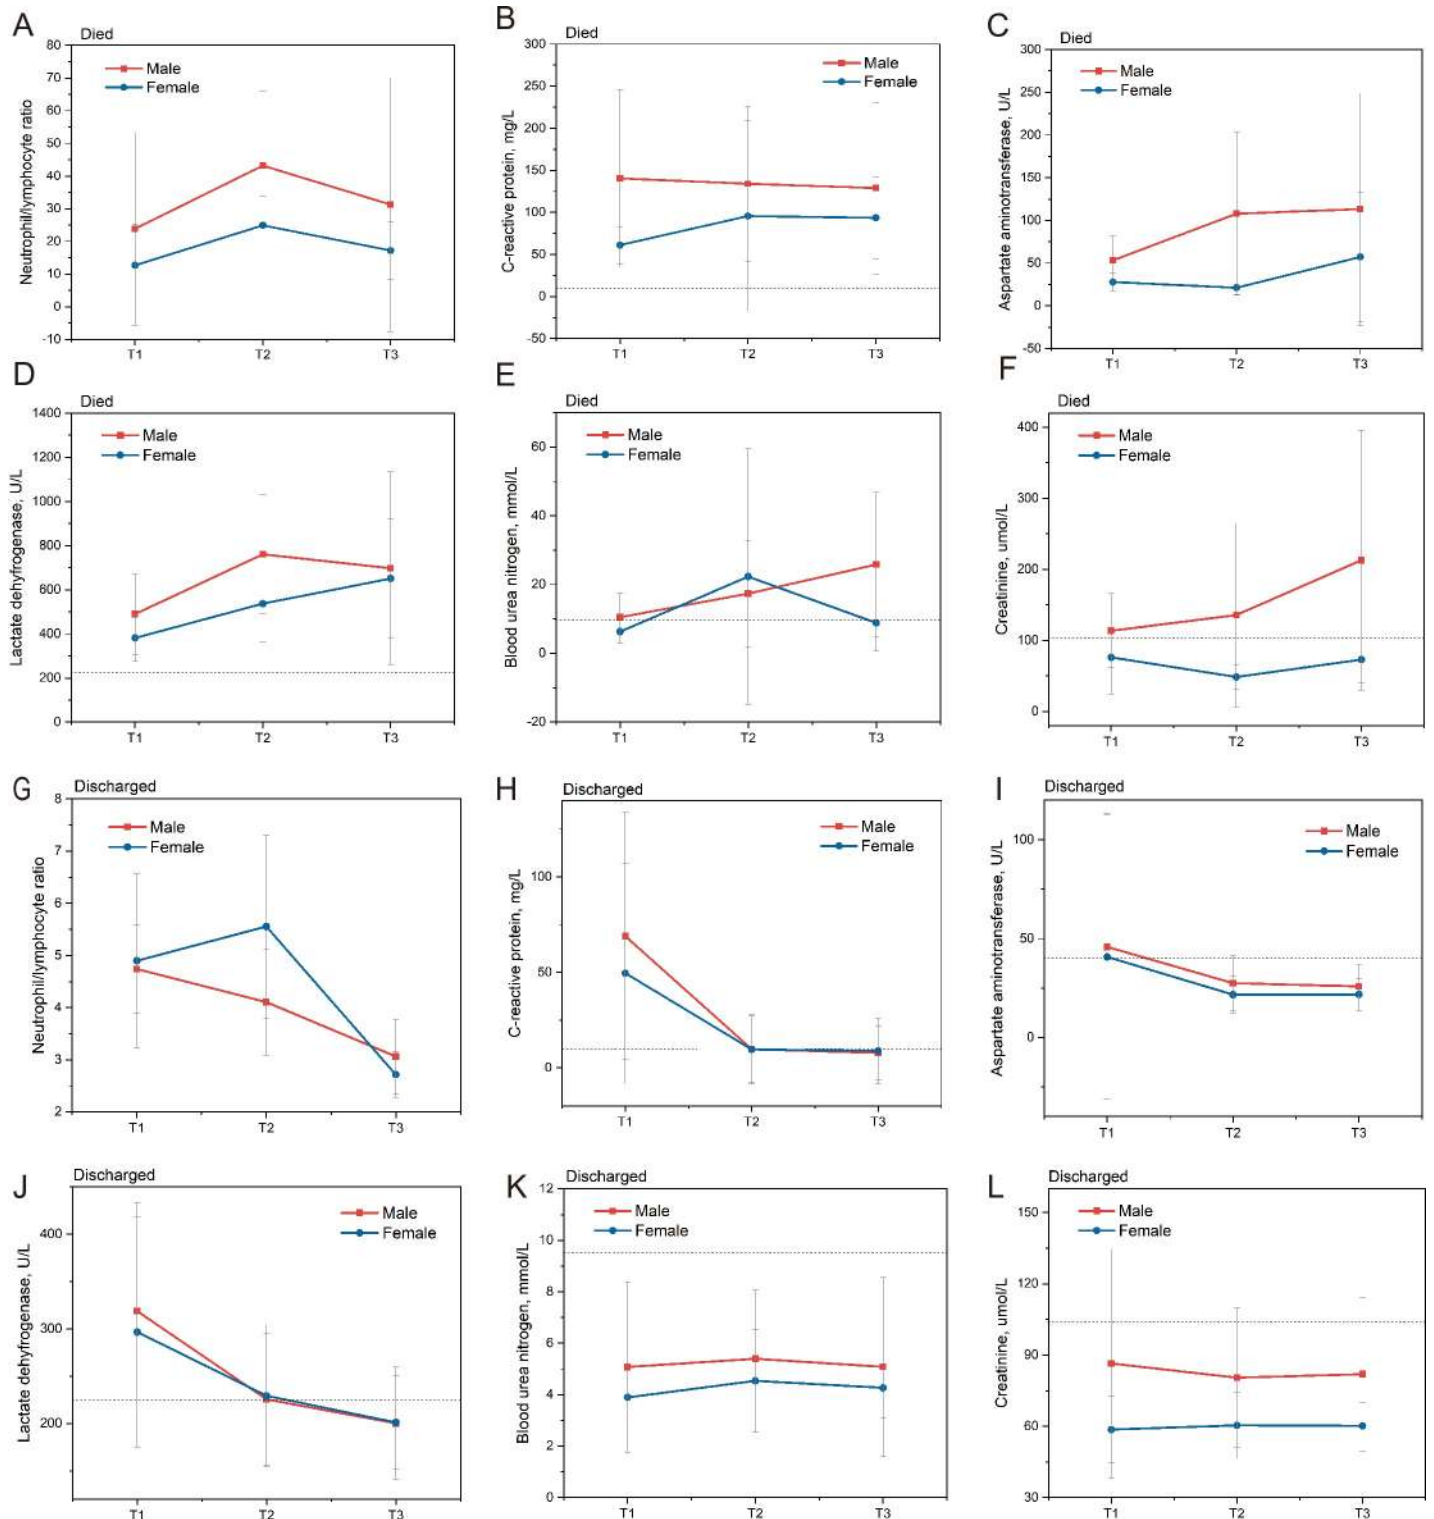 A
Died
Male
Female
Neutrophil/lymphocyte ratio
80
70
60
50
40
30
20
10
0
-10
T1
T2
T3
B
Died
Male
Female
C-reactive protein, mg/L
300
250
200
150
100
50
0
-50
T1
T2
T3
C
Died
Male
Female
Aspartate aminotransferase, U/L
300
250
200
150
100
50
0
-50
T1
T2
T3
D
Died
Male
Female
Lactate dehyfrogenase, U/L
1400
1200
1000
800
600
400
200
0
T1
T2
T3
E
Died
Male
Female
Blood urea nitrogen, mmol/L
60
40
20
0
-20
T1
T2
T3
F
Died
Male
Female
Creatinine, umol/L
400
300
200
100
0
T1
T2
T3
G
Discharged
Male
Female
Neutrophil/lymphocyte ratio
8
7
6
5
4
3
2
T1
T2
T3
H
Discharged
Male
Female
C-reactive protein, mg/L
100
50
0
T1
T2
T3
I
Discharged
Male
Female
Aspartate aminotransferase, U/L
100
50
0
T1
T2
T3
J
Discharged
Male
Female
Lactate dehyfrogenase, U/L
400
300
200
T1
T2
T3
K
Discharged
Male
Female
Blood urea nitrogen, mmol/L
12
10
8
6
4
2
0
T1
T2
T3
L
Discharged
Male
Female
Creatinine, umol/L
150
120
90
60
30
T1
T2
T3